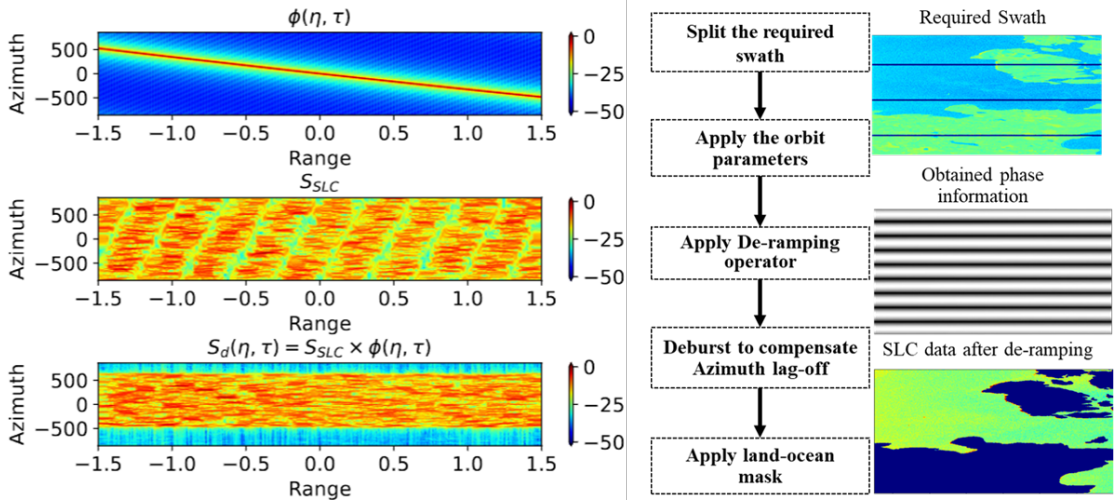 ϕ(η, τ)
Azimuth
500
0
−500
−1.5 −1.0 −0.5 0.0 0.5 1.0 1.5
Range
0
−25
−50
S_SLC
Azimuth
500
0
−500
−1.5 −1.0 −0.5 0.0 0.5 1.0 1.5
Range
0
−25
−50
S_d(η, τ) = S_SLC × ϕ(η, τ)
Azimuth
500
0
−500
−1.5 −1.0 −0.5 0.0 0.5 1.0 1.5
Range
0
−25
−50
Split the required
swath
Apply the orbit
parameters
Apply De-ramping
operator
Deburst to compensate
Azimuth lag-off
Apply land-ocean
mask
Required Swath
Obtained phase
information
SLC data after de-ramping